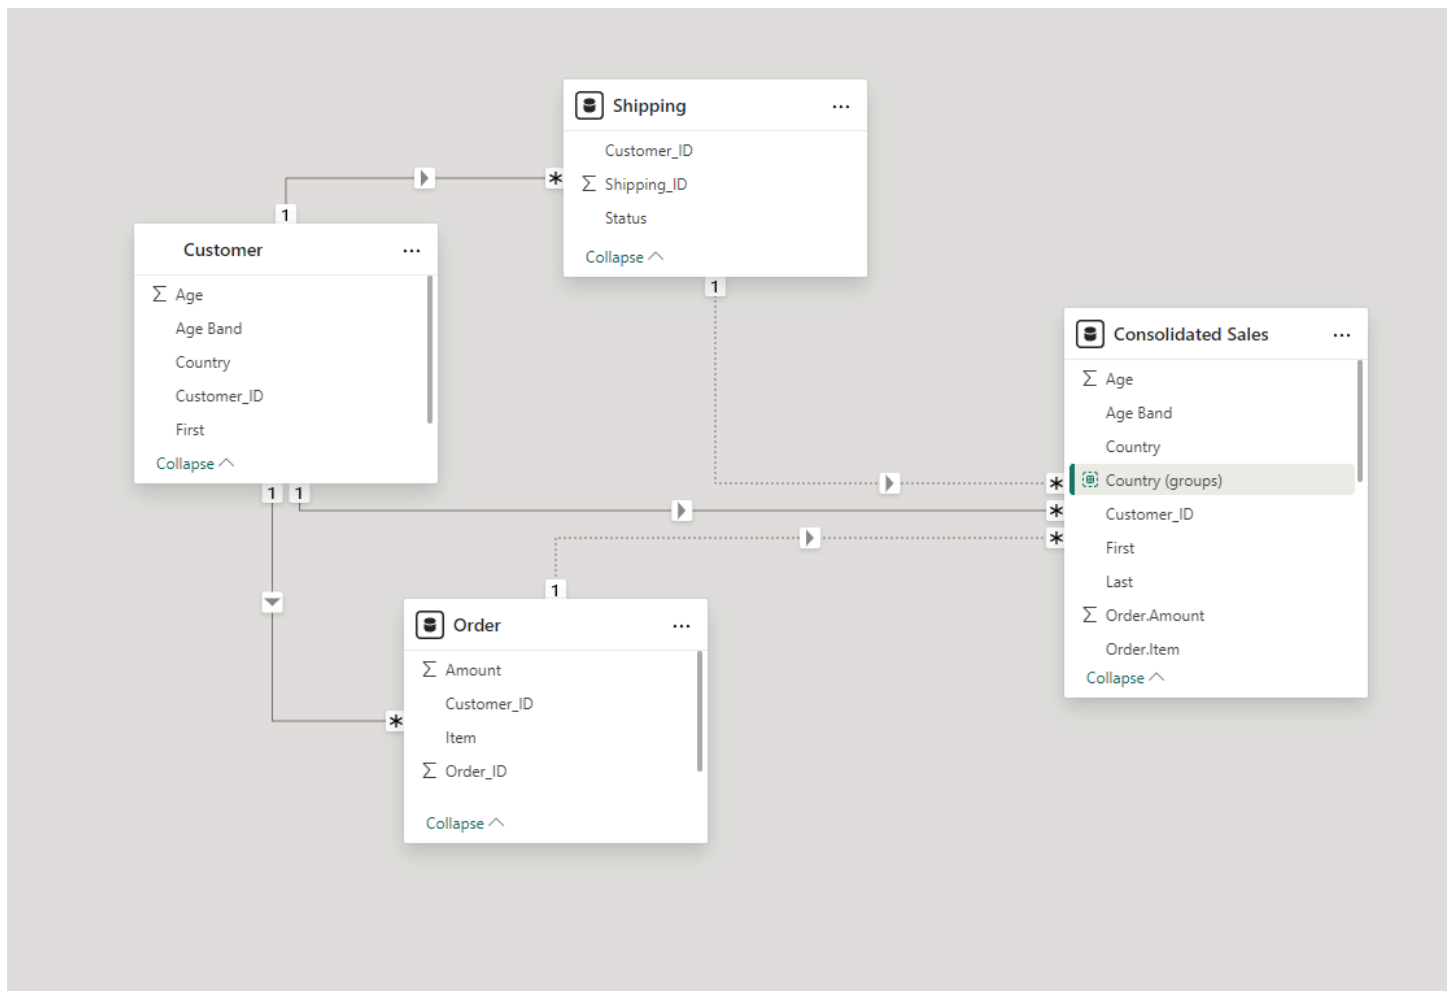 Shipping ...
Customer_ID
∑ Shipping_ID
Status
Collapse
*
1
1
Customer ...
∑ Age
Age Band
Country
Customer_ID
First
Collapse
1 1
Consolidated Sales ...
∑ Age
Age Band
Country
Country (groups)
Customer_ID
First
Last
∑ Order.Amount
Order.Item
Collapse
*
*
*
1
Order ...
∑ Amount
Customer_ID
Item
∑ Order_ID
Collapse
*